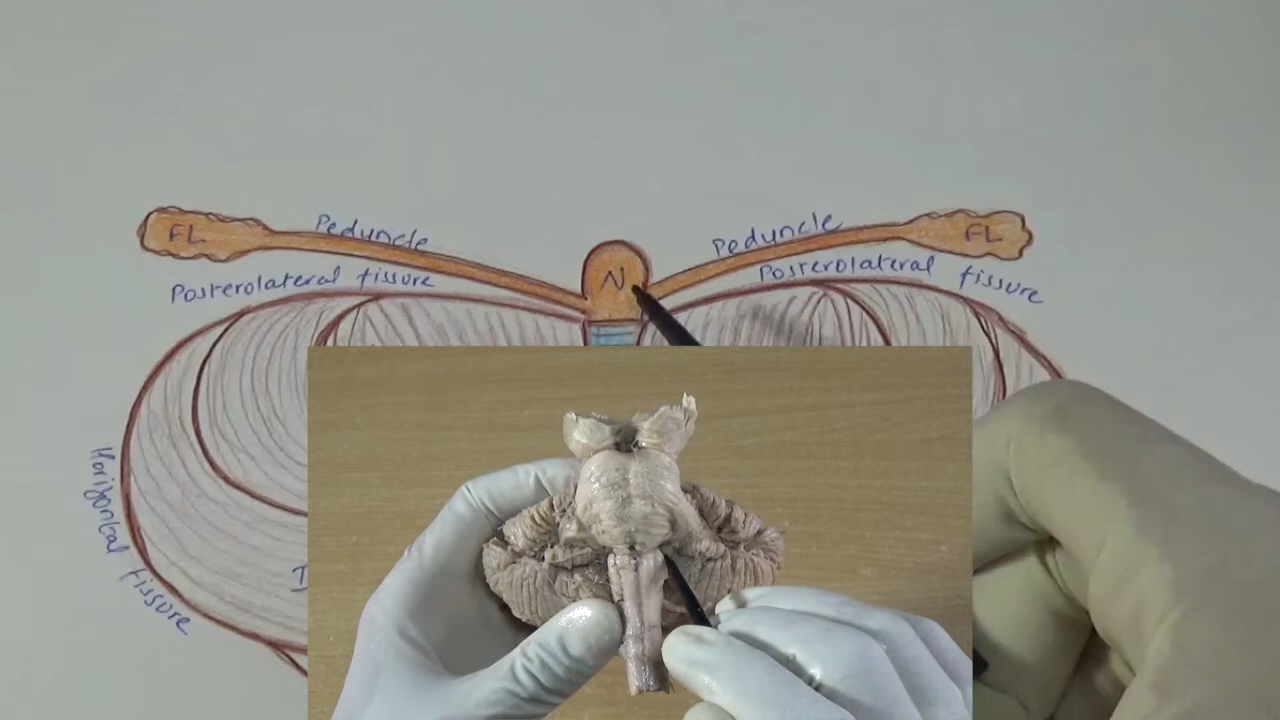 FL
Peduncle
Posterolateral fissure
N
Peduncle
FL
Posterolateral fissure
Horizontal fissure